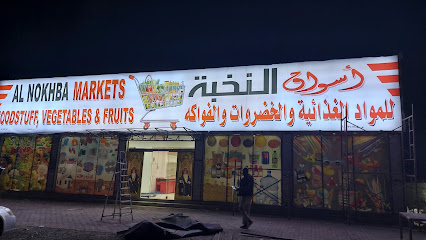 AL NOKHBA MARKETS
FOODSTUFF, VEGETABLES & FRUITS
أسواق النخبة
للمواد الغذائية والخضروات والفواكه